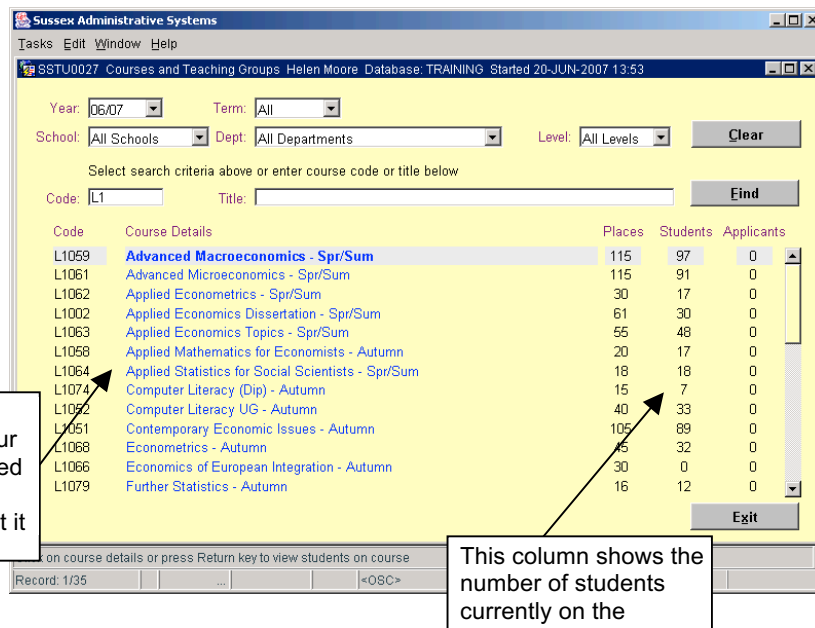 Sussex Administrative Systems
Tasks Edit Window Help
SSTU0027 Courses and Teaching Groups Helen Moore Database: TRAINING Started 20-JUN-2007 13:53
Year: 06/07 Term: All
School: All Schools Dept: All Departments Level: All Levels Clear
Select search criteria above or enter course code or title below
Code: L1 Title: Find
Code Course Details Places Students Applicants
L1059 Advanced Macroeconomics - Spr/Sum 115 97 0
L1061 Advanced Microeconomics - Spr/Sum 115 91 0
L1062 Applied Econometrics - Spr/Sum 30 17 0
L1002 Applied Economics Dissertation - Spr/Sum 61 30 0
L1063 Applied Economics Topics - Spr/Sum 55 48 0
L1058 Applied Mathematics for Economists - Autumn 20 17 0
L1064 Applied Statistics for Social Scientists - Spr/Sum 18 18 0
L1074 Computer Literacy (Dip) - Autumn 15 7 0
L1052 Computer Literacy UG - Autumn 40 33 0
L1051 Contemporary Economic Issues - Autumn 105 89 0
L1068 Econometrics - Autumn 45 32 0
L1066 Economics of European Integration - Autumn 30 0 0
L1079 Further Statistics - Autumn 16 12 0
Exit
on course details or press Return key to view students on course
Record: 1/35 ... <OSC>
ur
ed
t it
This column shows the
number of students
currently on the